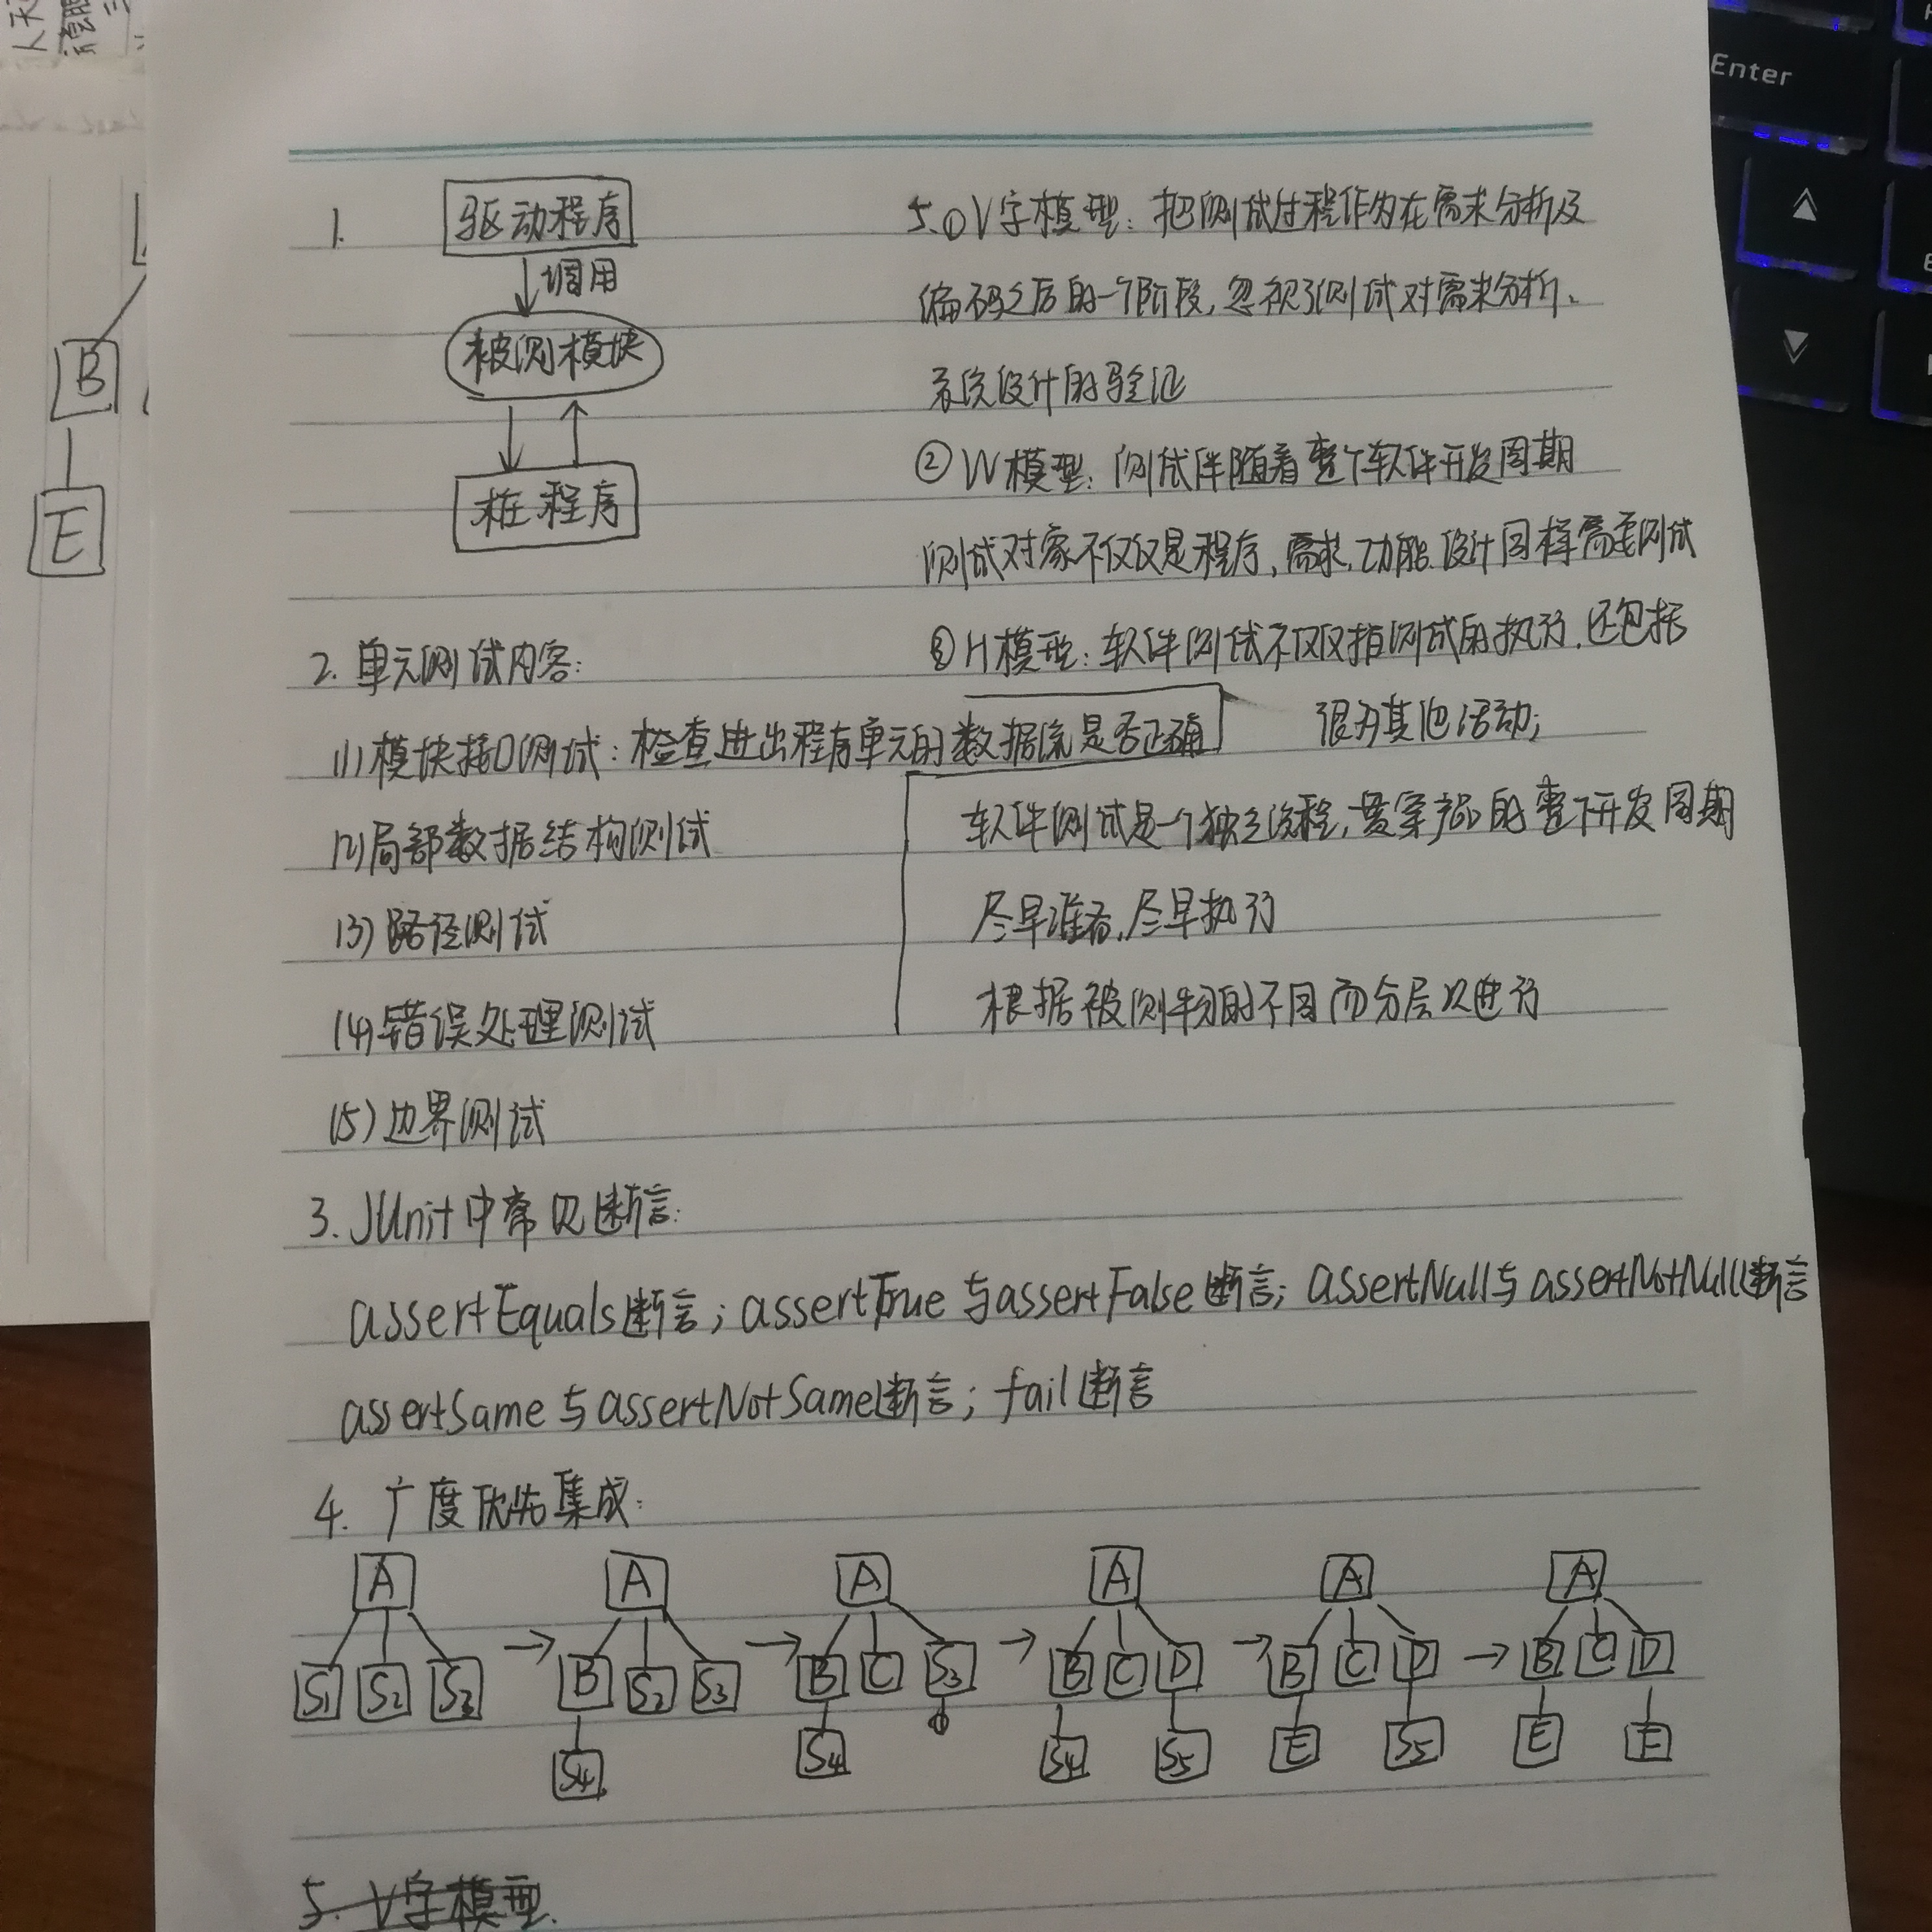 1.
驱动程序
调用
被测模块
桩程序
2. 单元测试内容:
(1)模块接口测试: 检查进出程序单元的数据流是否正确
(2)局部数据结构测试
(3)路径测试
(4)错误处理测试
(5)边界测试
3. JUnit中常见断言:
assertEquals断言; assertTrue与assertFalse断言; assertNull与assertNotNull断言
assertSame与assertNotSame断言; fail断言
4. 广度优先集成:
A A A A A A
S1 S2 S3 → B S2 S3 → B C S3 → B C D → B C D → B C D
S4 S4 S4 S5 E S5 E F
5. V字模型.
5.①V字模型: 把测试过程作为在需求分析及
编码之后的一个阶段,忽视了测试对需求分析、
系统设计的验证
②W模型: 测试伴随着整个软件开发周期
测试对象不仅仅是程序,需求、功能、设计同样需要测试
③H模型: 软件测试不仅仅指测试的执行,还包括
很多其他活动;
软件测试是一个独立流程,贯穿产品的整个开发周期
尽早准备,尽早执行
根据被测物的不同而分层次进行
Enter
B
E